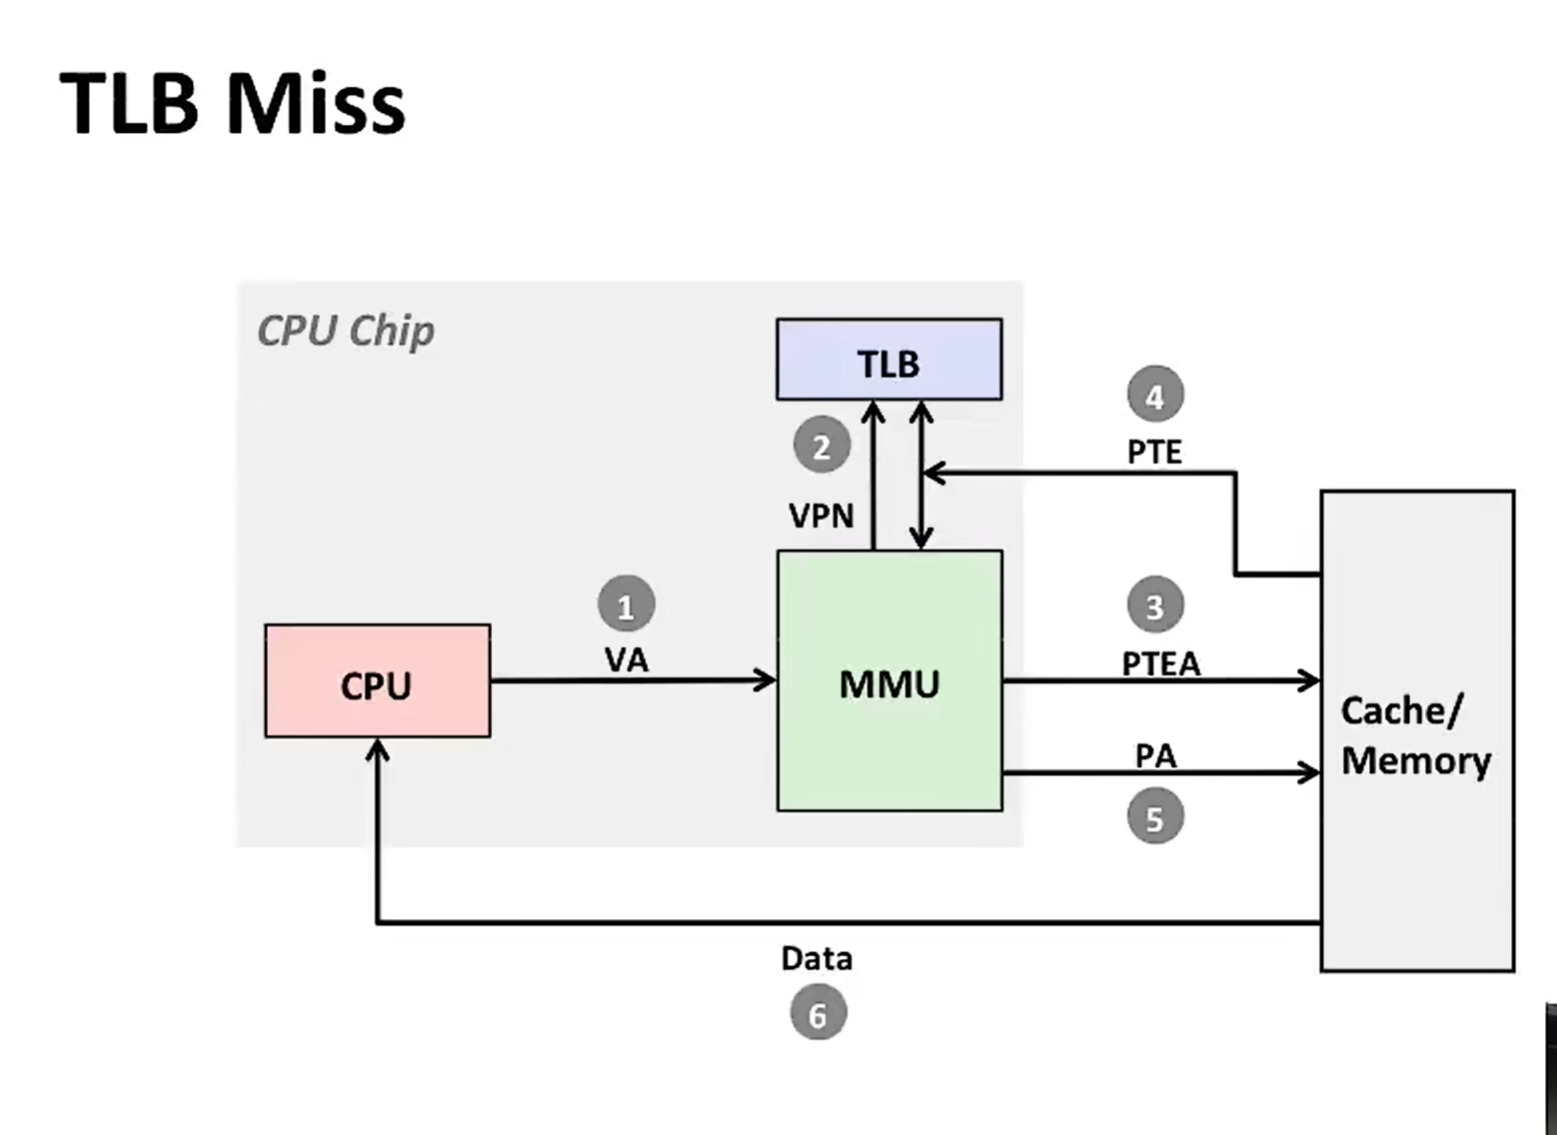 TLB Miss
CPU Chip
TLB
4
2
PTE
VPN
1
3
VA
PTEA
CPU
MMU
Cache/
Memory
PA
5
Data
6